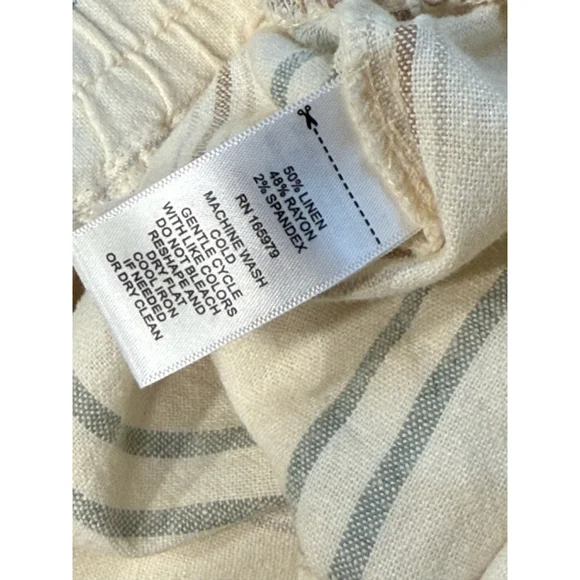 50% LINEN
48% RAYON
2% SPANDEX
RN 165979
MACHINE WASH
COLD
GENTLE CYCLE
WITH LIKE COLORS
DO NOT BLEACH
RESHAPE AND
DRY FLAT
COOL IRON
IF NEEDED
OR DRY CLEAN